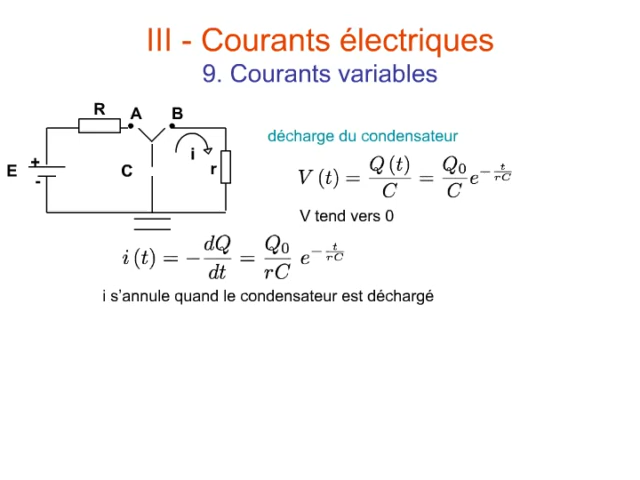 III - Courants électriques
9. Courants variables
R A B
décharge du condensateur
E + - C i r
V (t) = Q (t) / C = Q₀ / C e^{- t / rC}
V tend vers 0
i (t) = - dQ / dt = Q₀ / rC e^{- t / rC}
i s'annule quand le condensateur est déchargé